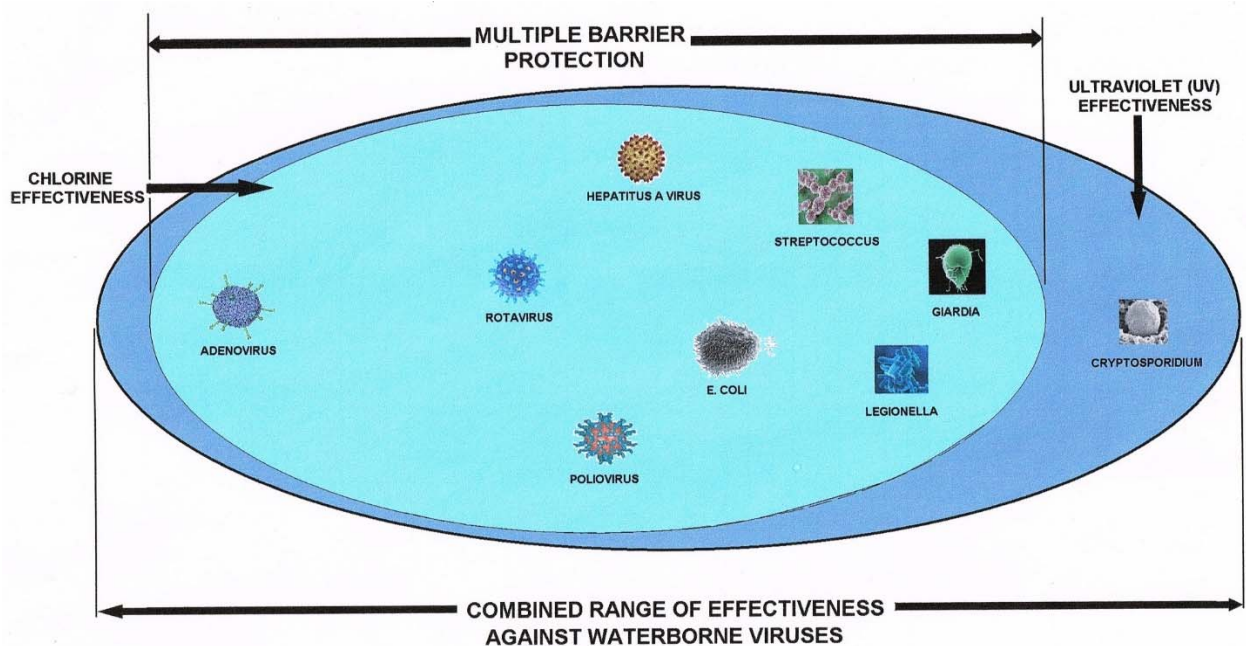 MULTIPLE BARRIER
PROTECTION
ULTRAVIOLET (UV)
EFFECTIVENESS
CHLORINE
EFFECTIVENESS
HEPATITUS A VIRUS
STREPTOCOCCUS
ROTAVIRUS
GIARDIA
ADENOVIRUS
CRYPTOSPORIDIUM
E. COLI
LEGIONELLA
POLIOVIRUS
COMBINED RANGE OF EFFECTIVENESS
AGAINST WATERBORNE VIRUSES